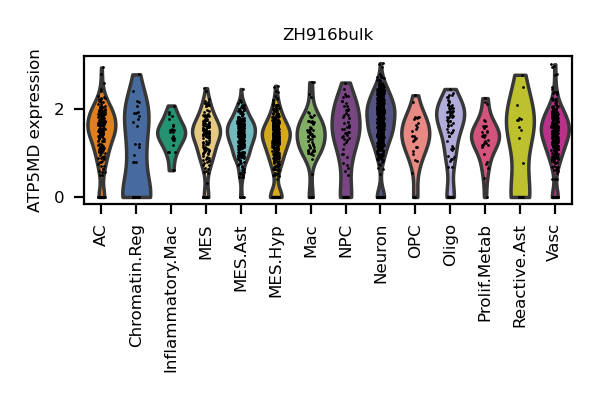 ZH916bulk
ATP5MD expression
2
0
AC
Chromatin.Reg
Inflammatory.Mac
MES
MES.Ast
MES.Hyp
Mac
NPC
Neuron
OPC
Oligo
Prolif.Metab
Reactive.Ast
Vasc